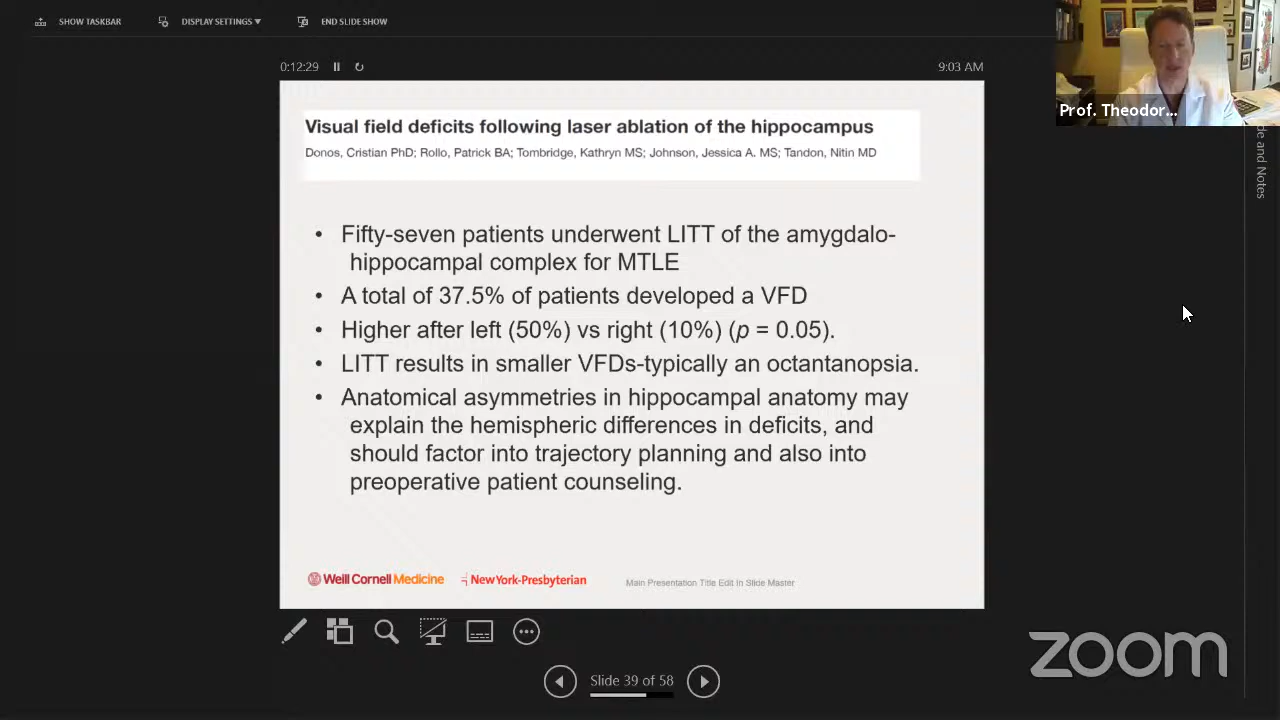 SHOW TASKBAR
DISPLAY SETTINGS
END SLIDE SHOW
0:12:29
9:03 AM
Prof. Theodor...
de and Notes
Visual field deficits following laser ablation of the hippocampus
Donos, Cristian PhD; Rollo, Patrick BA; Tombridge, Kathryn MS; Johnson, Jessica A. MS; Tandon, Nitin MD
• Fifty-seven patients underwent LITT of the amygdalo-
hippocampal complex for MTLE
• A total of 37.5% of patients developed a VFD
• Higher after left (50%) vs right (10%) (p = 0.05).
• LITT results in smaller VFDs-typically an octantanopsia.
• Anatomical asymmetries in hippocampal anatomy may
explain the hemispheric differences in deficits, and
should factor into trajectory planning and also into
preoperative patient counseling.
Weill Cornell Medicine
NewYork-Presbyterian
Main Presentation Title Edit In Slide Master
Slide 39 of 58
zoom